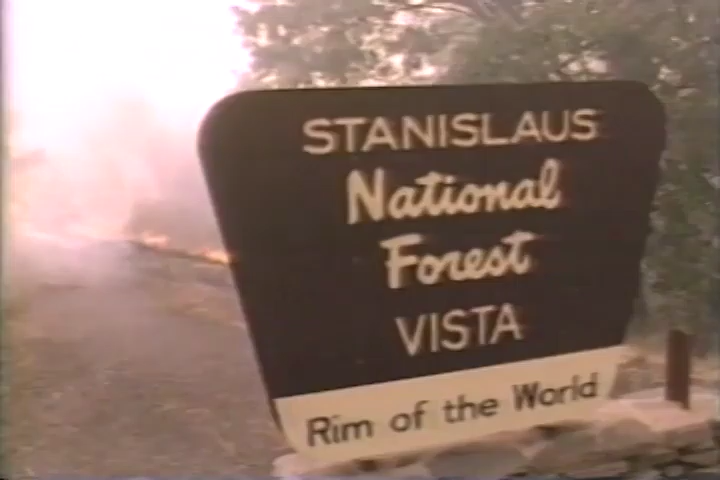 STANISLAUS
National
Forest
VISTA
Rim of the World